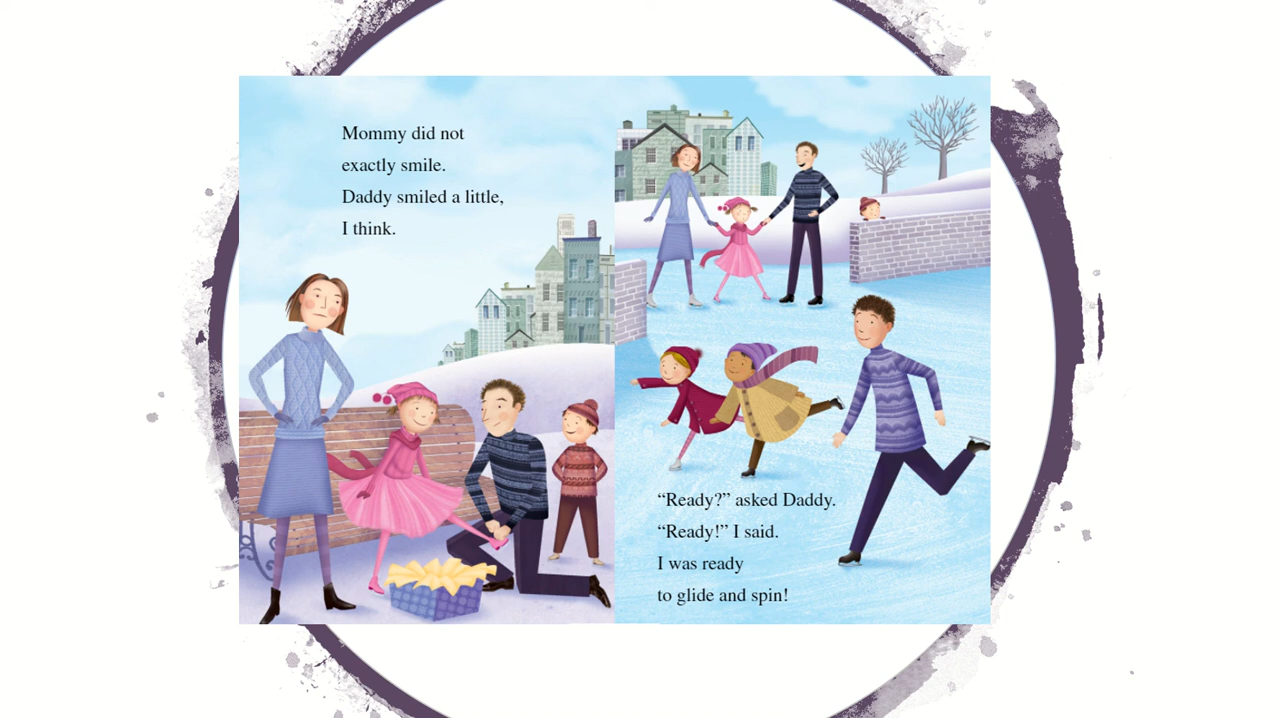 Mommy did not
exactly smile.
Daddy smiled a little,
I think.
“Ready?” asked Daddy.
“Ready!” I said.
I was ready
to glide and spin!